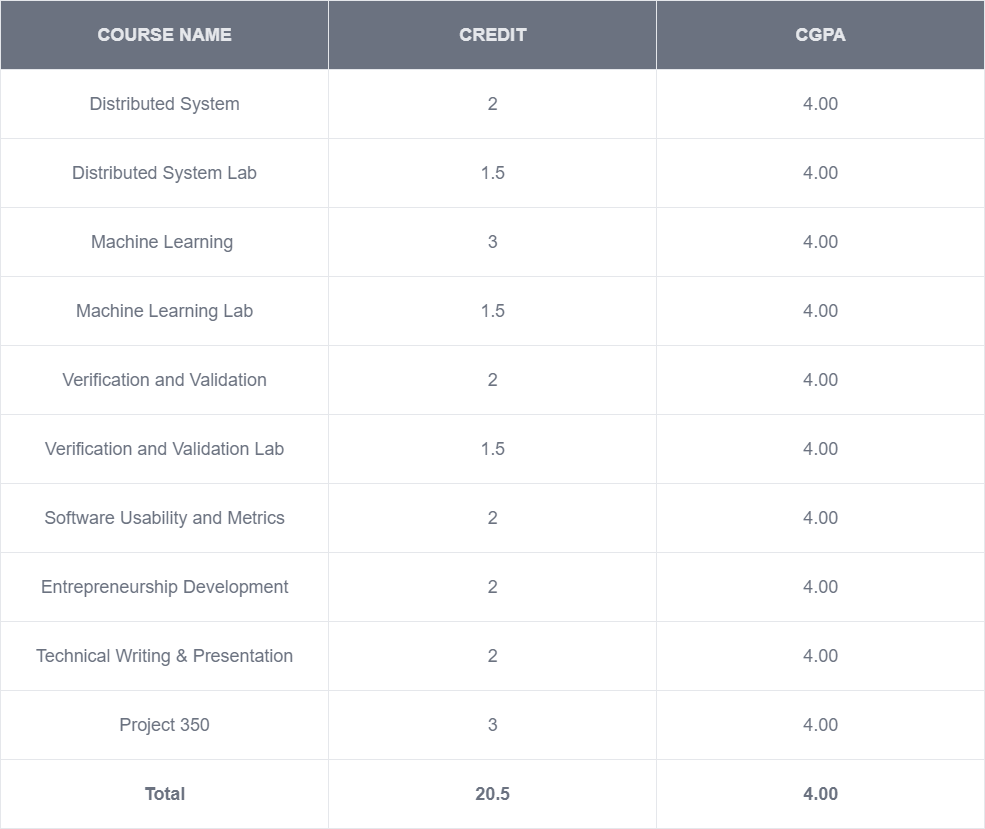 COURSE NAME CREDIT CGPA
Distributed System 2 4.00
Distributed System Lab 1.5 4.00
Machine Learning 3 4.00
Machine Learning Lab 1.5 4.00
Verification and Validation 2 4.00
Verification and Validation Lab 1.5 4.00
Software Usability and Metrics 2 4.00
Entrepreneurship Development 2 4.00
Technical Writing & Presentation 2 4.00
Project 350 3 4.00
Total 20.5 4.00